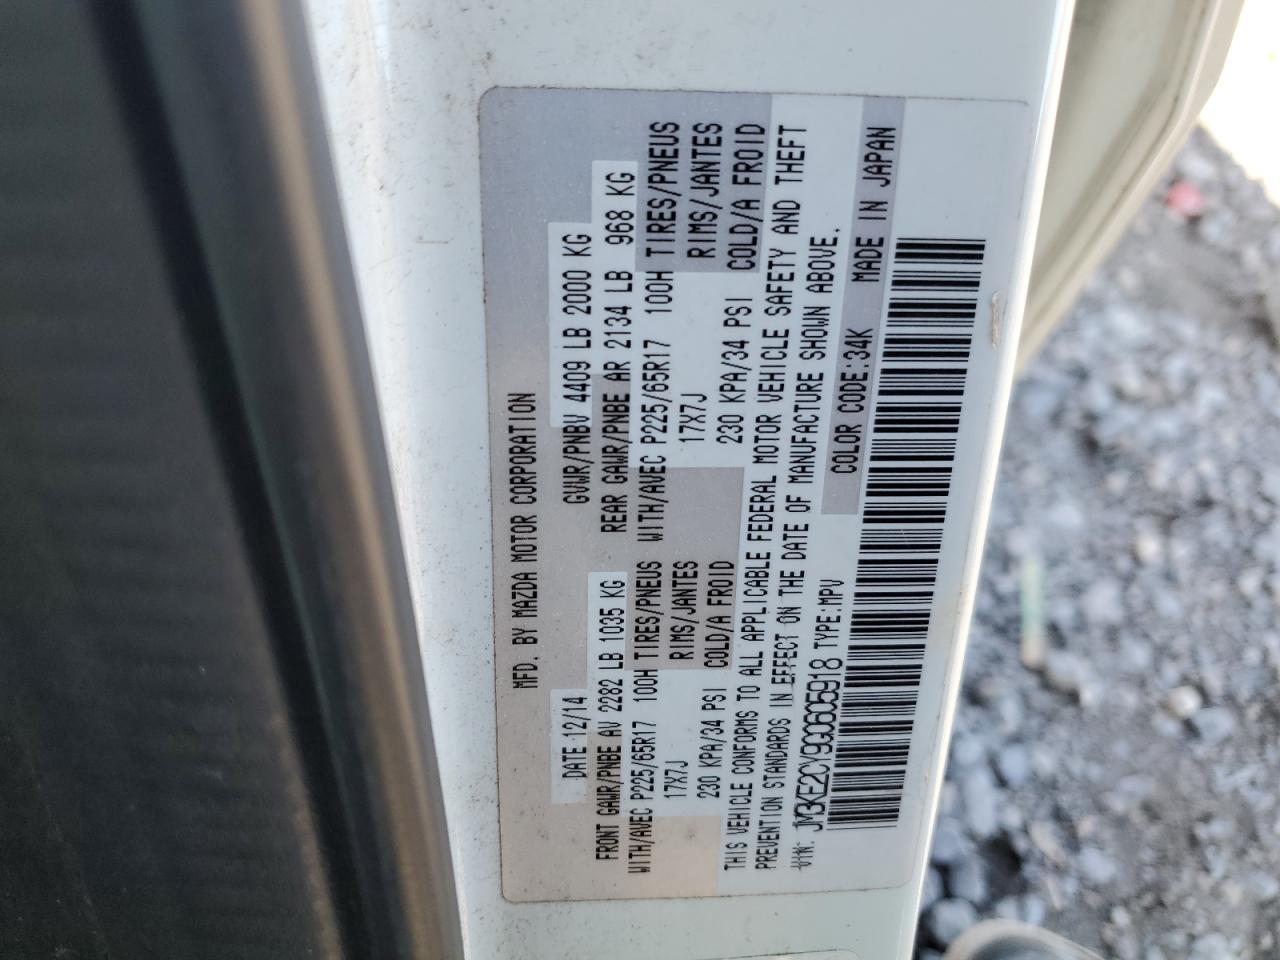 MFD. BY MAZDA MOTOR CORPORATION
DATE 12/14 GVWR/PNBV 4409 LB 2000 KG
FRONT GAWR/PNBE AV 2282 LB 1035 KG REAR GAWR/PNBE AR 2134 LB 968 KG
WITH/AVEC P225/65R17 100H TIRES/PNEUS WITH/AVEC P225/65R17 100H TIRES/PNEUS
17X7J RIMS/JANTES 17X7J RIMS/JANTES
230 KPA/34 PSI COLD/A FROID 230 KPA/34 PSI COLD/A FROID
THIS VEHICLE CONFORMS TO ALL APPLICABLE FEDERAL MOTOR VEHICLE SAFETY AND THEFT
PREVENTION STANDARDS IN EFFECT ON THE DATE OF MANUFACTURE SHOWN ABOVE.
VIN: JM3KE2CY9G0605918 TYPE:MPV COLOR CODE:34K MADE IN JAPAN